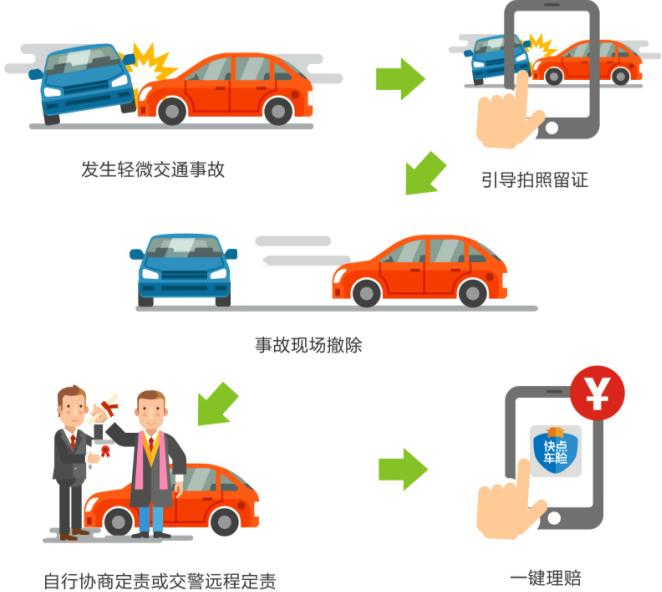 发生轻微交通事故
引导拍照留证
事故现场撤除
自行协商定责或交警远程定责
¥
快点
车险
一键理赔